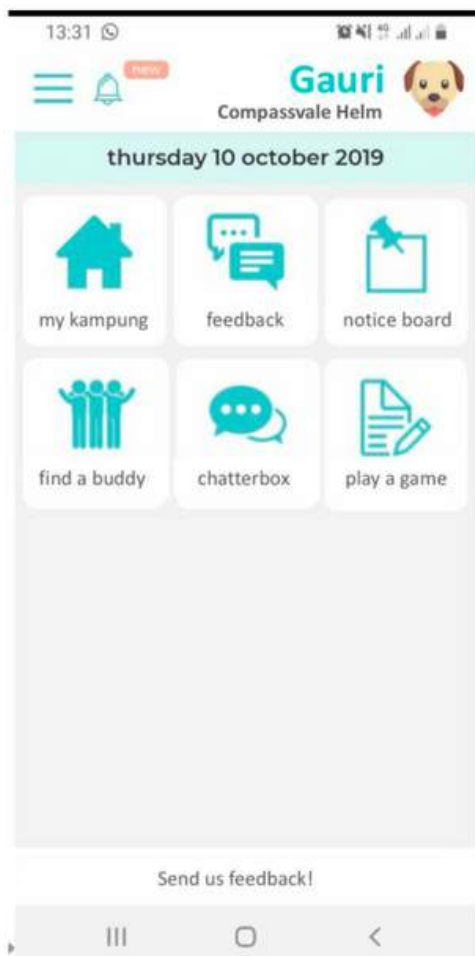 13:31
new
Gauri
Compassvale Helm
thursday 10 october 2019
my kampung
feedback
notice board
find a buddy
chatterbox
play a game
Send us feedback!